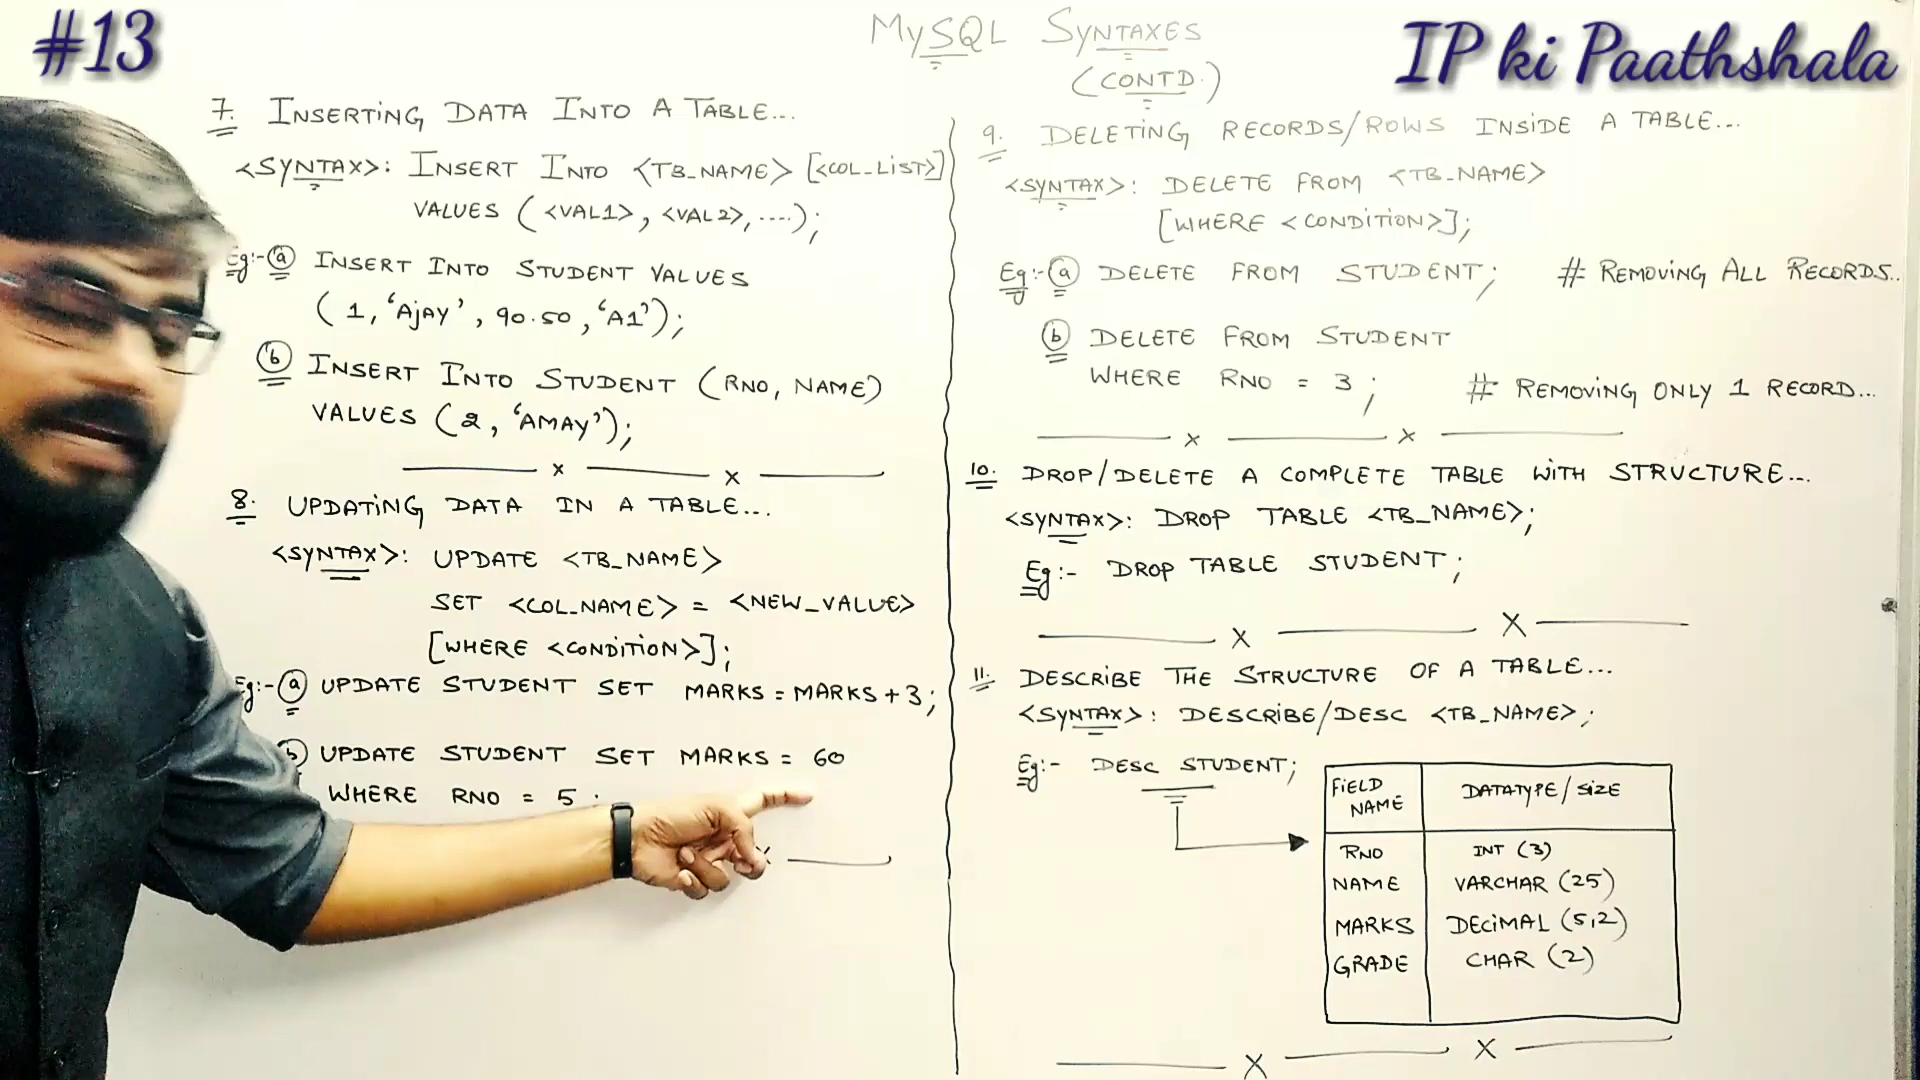 #13
IP ki Paathshala
MySQL SYNTAXES
(CONTD.)
7. INSERTING DATA INTO A TABLE...
<SYNTAX>: INSERT INTO <TB_NAME> [<COL_LIST>]
VALUES (<VAL1>, <VAL2>, ....);
Eg:- (a) INSERT INTO STUDENT VALUES
(1, 'AjAY', 90.50, 'A1');
(b) INSERT INTO STUDENT (RNO, NAME)
VALUES (2, 'AMAY');
x x
8. UPDATING DATA IN A TABLE...
<SYNTAX>: UPDATE <TB_NAME>
SET <COL_NAME> = <NEW_VALUE>
[WHERE <CONDITION>];
Eg:- (a) UPDATE STUDENT SET MARKS = MARKS + 3;
(b) UPDATE STUDENT SET MARKS = 60
WHERE RNO = 5
x
9. DELETING RECORDS/ROWS INSIDE A TABLE...
<SYNTAX>: DELETE FROM <TB_NAME>
[WHERE <CONDITION>];
Eg:- (a) DELETE FROM STUDENT; # REMOVING ALL RECORDS..
(b) DELETE FROM STUDENT
WHERE RNO = 3; # REMOVING ONLY 1 RECORD...
x x
10. DROP/DELETE A COMPLETE TABLE WITH STRUCTURE...
<SYNTAX>: DROP TABLE <TB_NAME>;
Eg:- DROP TABLE STUDENT;
x x
11. DESCRIBE THE STRUCTURE OF A TABLE...
<SYNTAX>: DESCRIBE/DESC <TB_NAME>;
Eg:- DESC STUDENT;
FIELD NAME DATATYPE/SIZE
RNO INT (3)
NAME VARCHAR (25)
MARKS DECIMAL (5,2)
GRADE CHAR (2)
x x